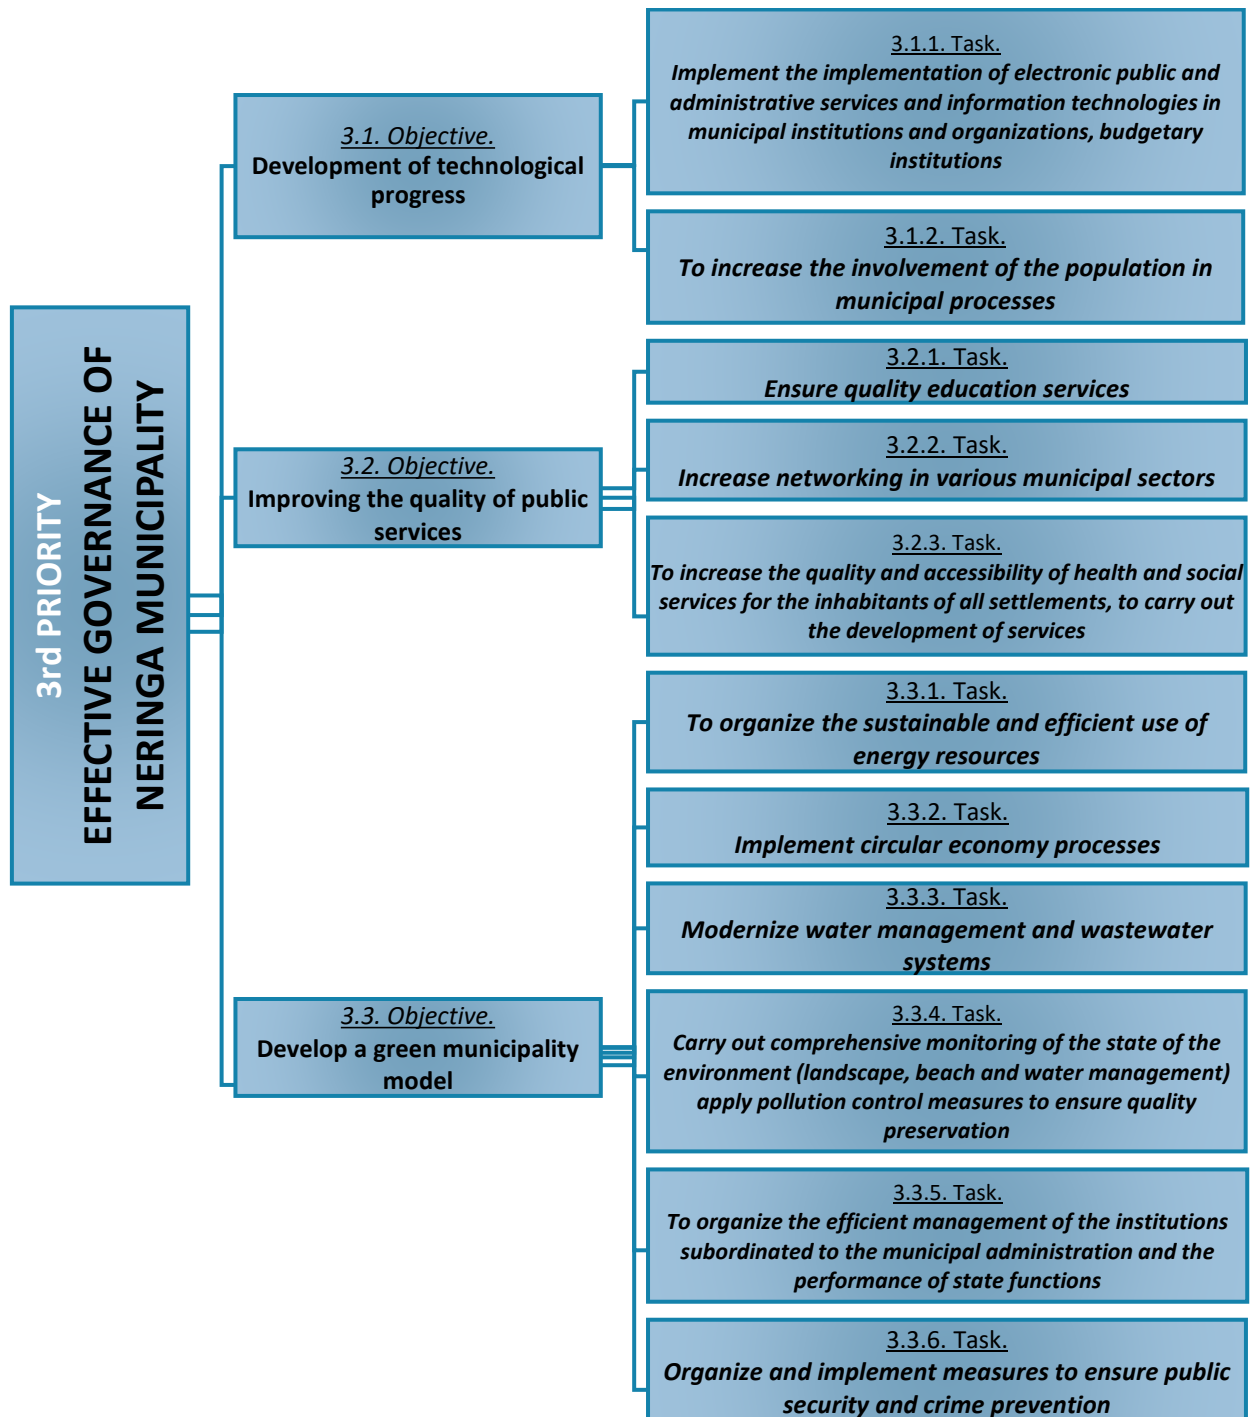 3rd PRIORITY
EFFECTIVE GOVERNANCE OF
NERINGA MUNICIPALITY
3.1. Objective.
Development of technological
progress
3.1.1. Task.
Implement the implementation of electronic public and
administrative services and information technologies in
municipal institutions and organizations, budgetary
institutions
3.1.2. Task.
To increase the involvement of the population in
municipal processes
3.2. Objective.
Improving the quality of public
services
3.2.1. Task.
Ensure quality education services
3.2.2. Task.
Increase networking in various municipal sectors
3.2.3. Task.
To increase the quality and accessibility of health and social
services for the inhabitants of all settlements, to carry out
the development of services
3.3. Objective.
Develop a green municipality
model
3.3.1. Task.
To organize the sustainable and efficient use of
energy resources
3.3.2. Task.
Implement circular economy processes
3.3.3. Task.
Modernize water management and wastewater
systems
3.3.4. Task.
Carry out comprehensive monitoring of the state of the
environment (landscape, beach and water management)
apply pollution control measures to ensure quality
preservation
3.3.5. Task.
To organize the efficient management of the institutions
subordinated to the municipal administration and the
performance of state functions
3.3.6. Task.
Organize and implement measures to ensure public
security and crime prevention